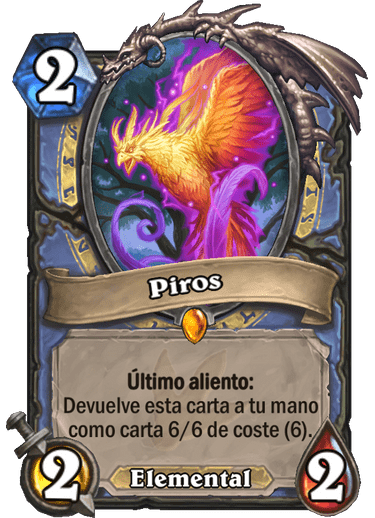 2
Piros
Último aliento:
Devuelve esta carta a tu mano
como carta 6/6 de coste (6).
2
Elemental
2